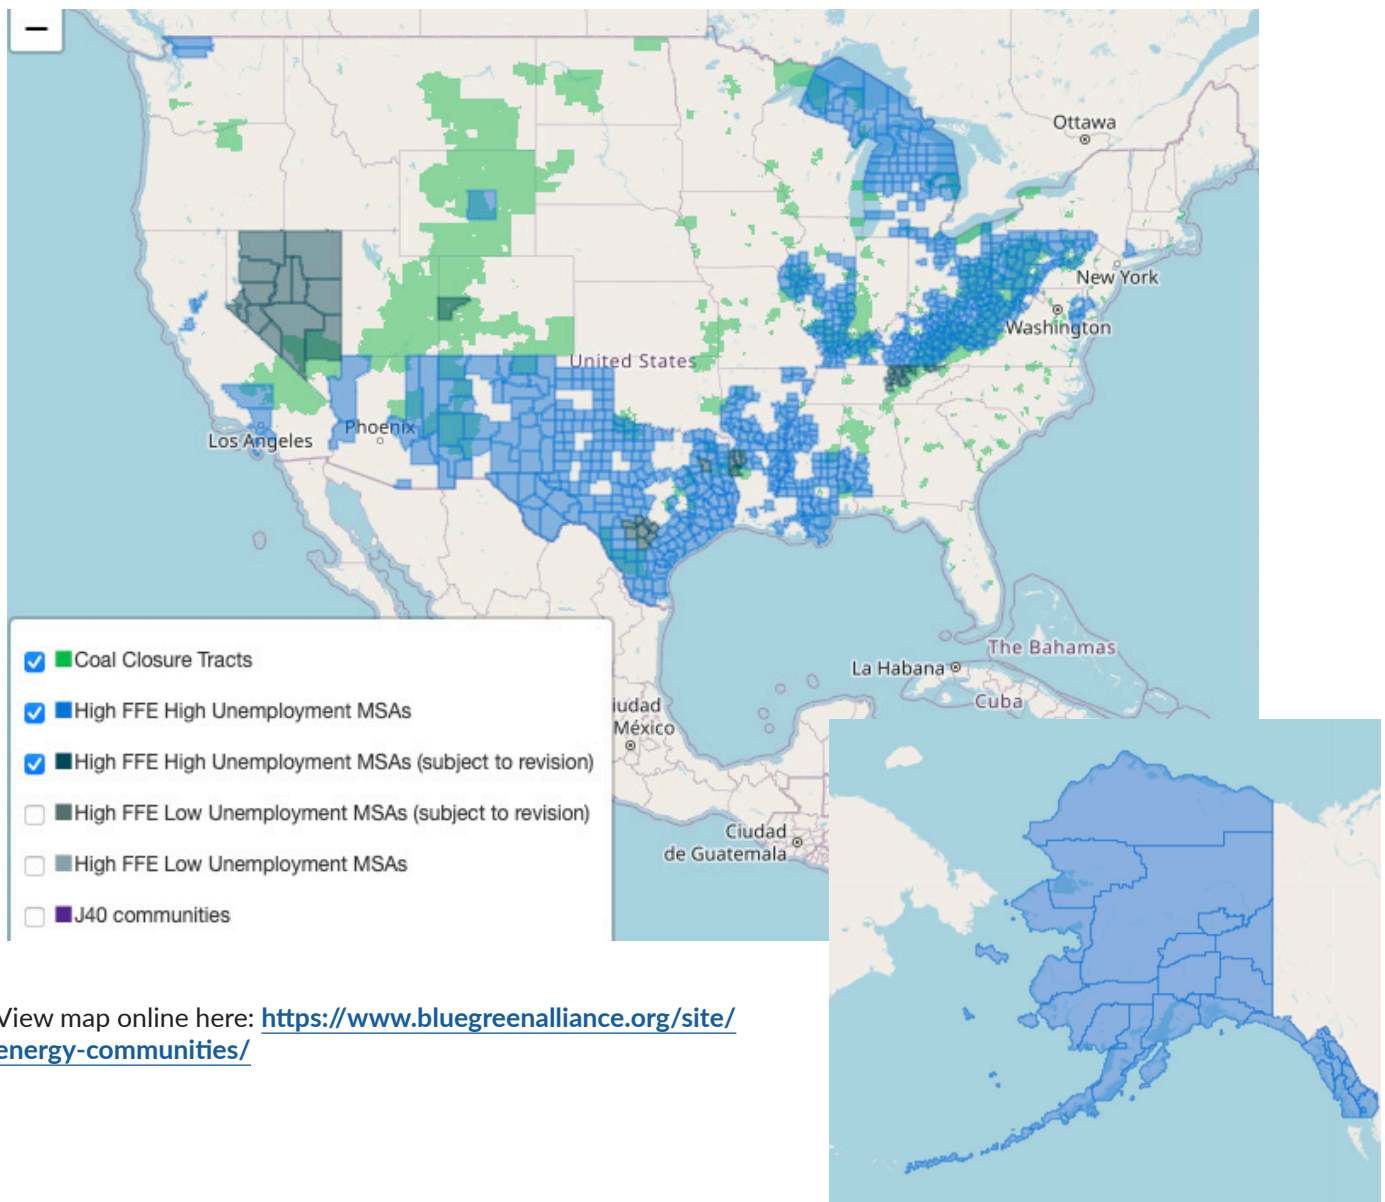 −
Ottawa
New York
Washington
United States
Phoenix
Los Angeles
The Bahamas
La Habana
Cuba
iudad
México
Ciudad
de Guatemala
Coal Closure Tracts
High FFE High Unemployment MSAs
High FFE High Unemployment MSAs (subject to revision)
High FFE Low Unemployment MSAs (subject to revision)
High FFE Low Unemployment MSAs
J40 communities
View map online here: https://www.bluegreenalliance.org/site/
energy-communities/